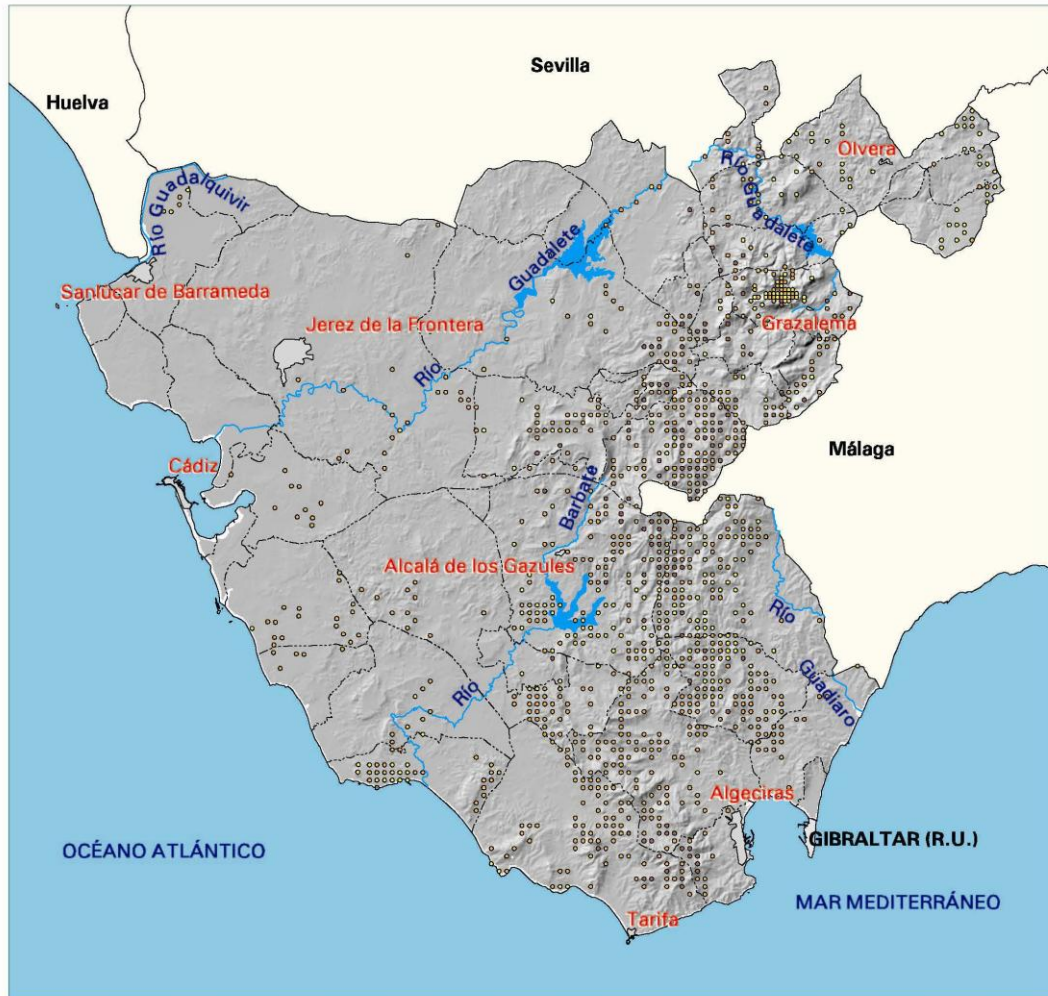 Sevilla
Huelva
Olvera
Río Guadalquivir
Río Guadalete
Guadalete
Sanlúcar de Barrameda
Jerez de la Frontera
Grazalema
Río
Málaga
Cádiz
Barbate
Alcalá de los Gazules
Río
Río
Guadiaro
Algeciras
GIBRALTAR (R.U.)
OCÉANO ATLÁNTICO
MAR MEDITERRÁNEO
Tarifa